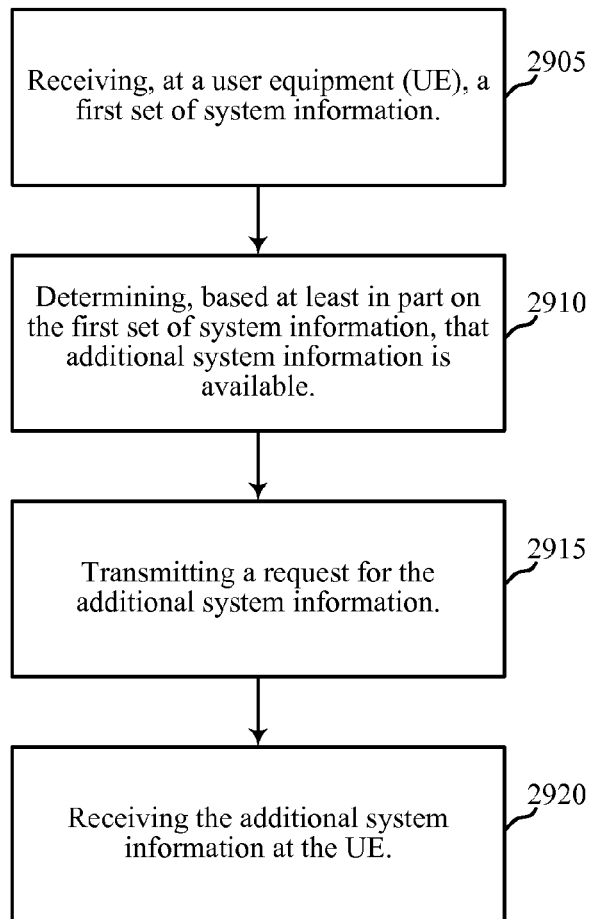 Receiving, at a user equipment (UE), a
first set of system information.
2905
Determining, based at least in part on
the first set of system information, that
additional system information is
available.
2910
Transmitting a request for the
additional system information.
2915
Receiving the additional system
information at the UE.
2920